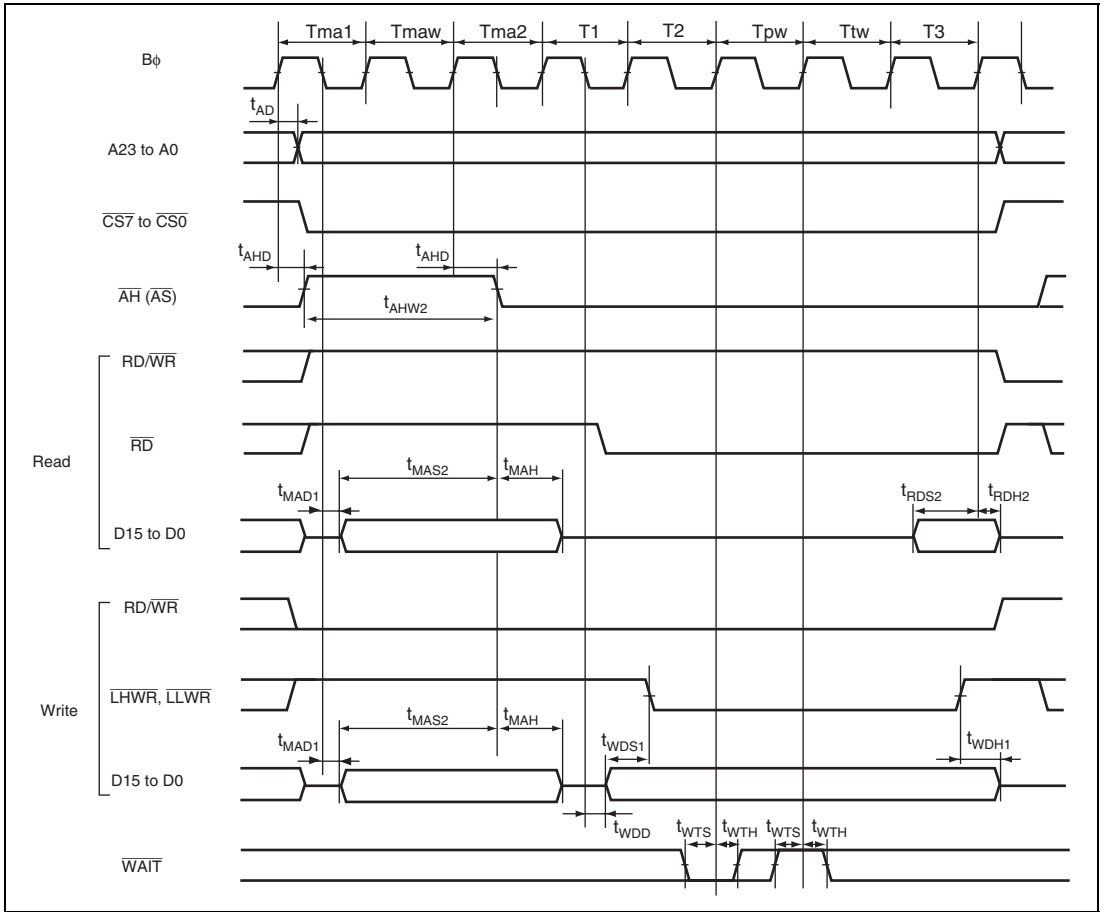 Tma1 Tmaw Tma2 T1 T2 Tpw Ttw T3
Bϕ
tAD
A23 to A0
CS7 to CS0
tAHD tAHD
AH (AS)
tAHW2
RD/WR
RD
Read
tMAS2 tMAH
tMAD1 tRDS2 tRDH2
D15 to D0
RD/WR
LHWR, LLWR
Write
tMAS2 tMAH
tMAD1 tWDS1 tWDH1
D15 to D0
tWDD
tWTS tWTH tWTS tWTH
WAIT